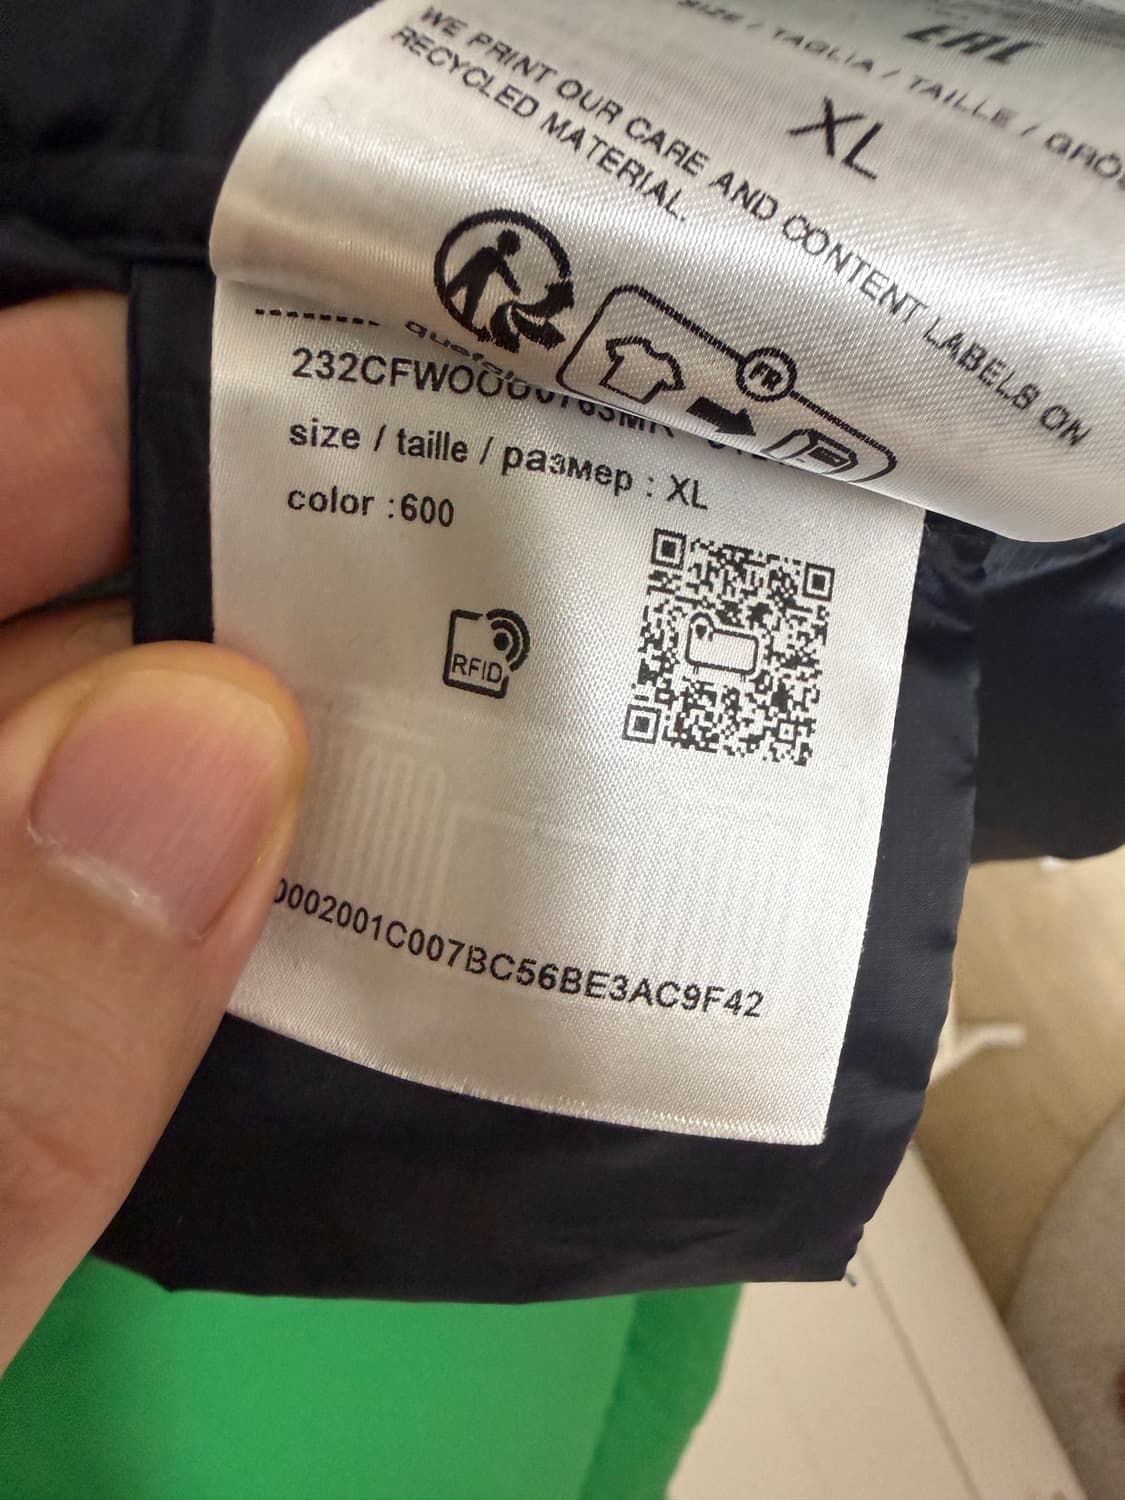 EAC
SIZE / TAGLIA / TAILLE /
XL
WE PRINT OUR CARE AND CONTENT LABELS ON
RECYCLED MATERIAL.
FR
size / taille / размер : XL
color :600
RFID
0002001C007BC56BE3AC9F42